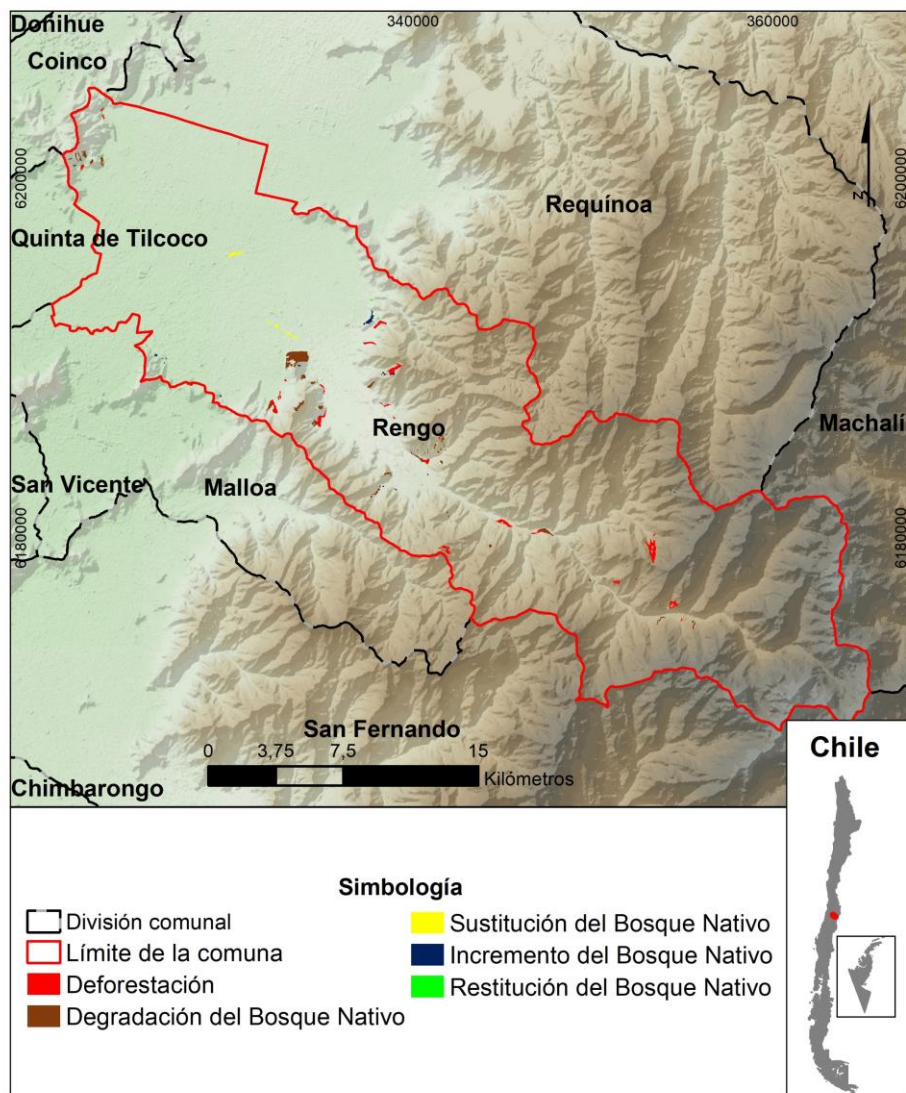 Doñihue
340000
360000
Coinco
6200000
6200000
Requínoa
N
Quinta de Tilcoco
Rengo
Machalí
San Vicente
Malloa
6180000
6180000
San Fernando
0 3,75 7,5 15
Kilómetros
Chimbarongo
Chile
Simbología
División comunal
Límite de la comuna
Deforestación
Degradación del Bosque Nativo
Sustitución del Bosque Nativo
Incremento del Bosque Nativo
Restitución del Bosque Nativo